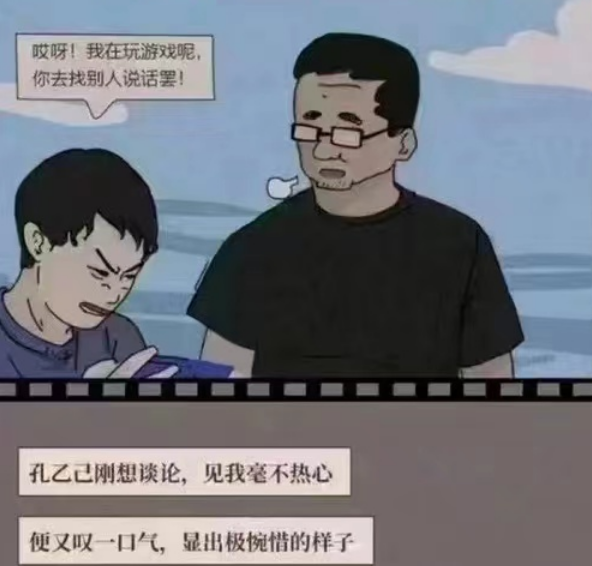 哎呀！我在玩游戏呢，
你去找别人说话罢！
孔乙己刚想谈论，见我毫不热心
便又叹一口气，显出极惋惜的样子